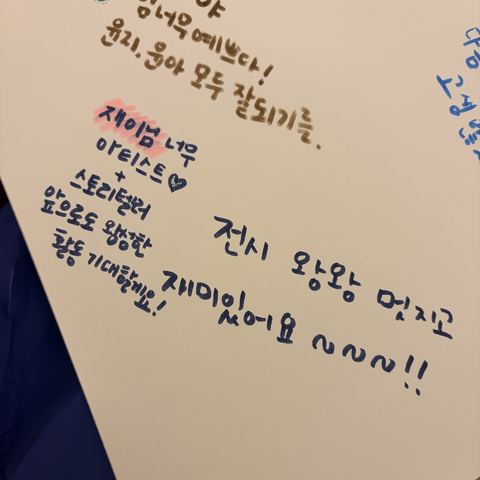 야
너무 예쁘다!
윤지, 윤아 모두 잘되기를.
재이넘 너무
아티스트♡
+
스토리텔러
앞으로도 왕성한
활동 기대할게요!
전시 왕왕 멋지고
재미있어요 ~~~!!